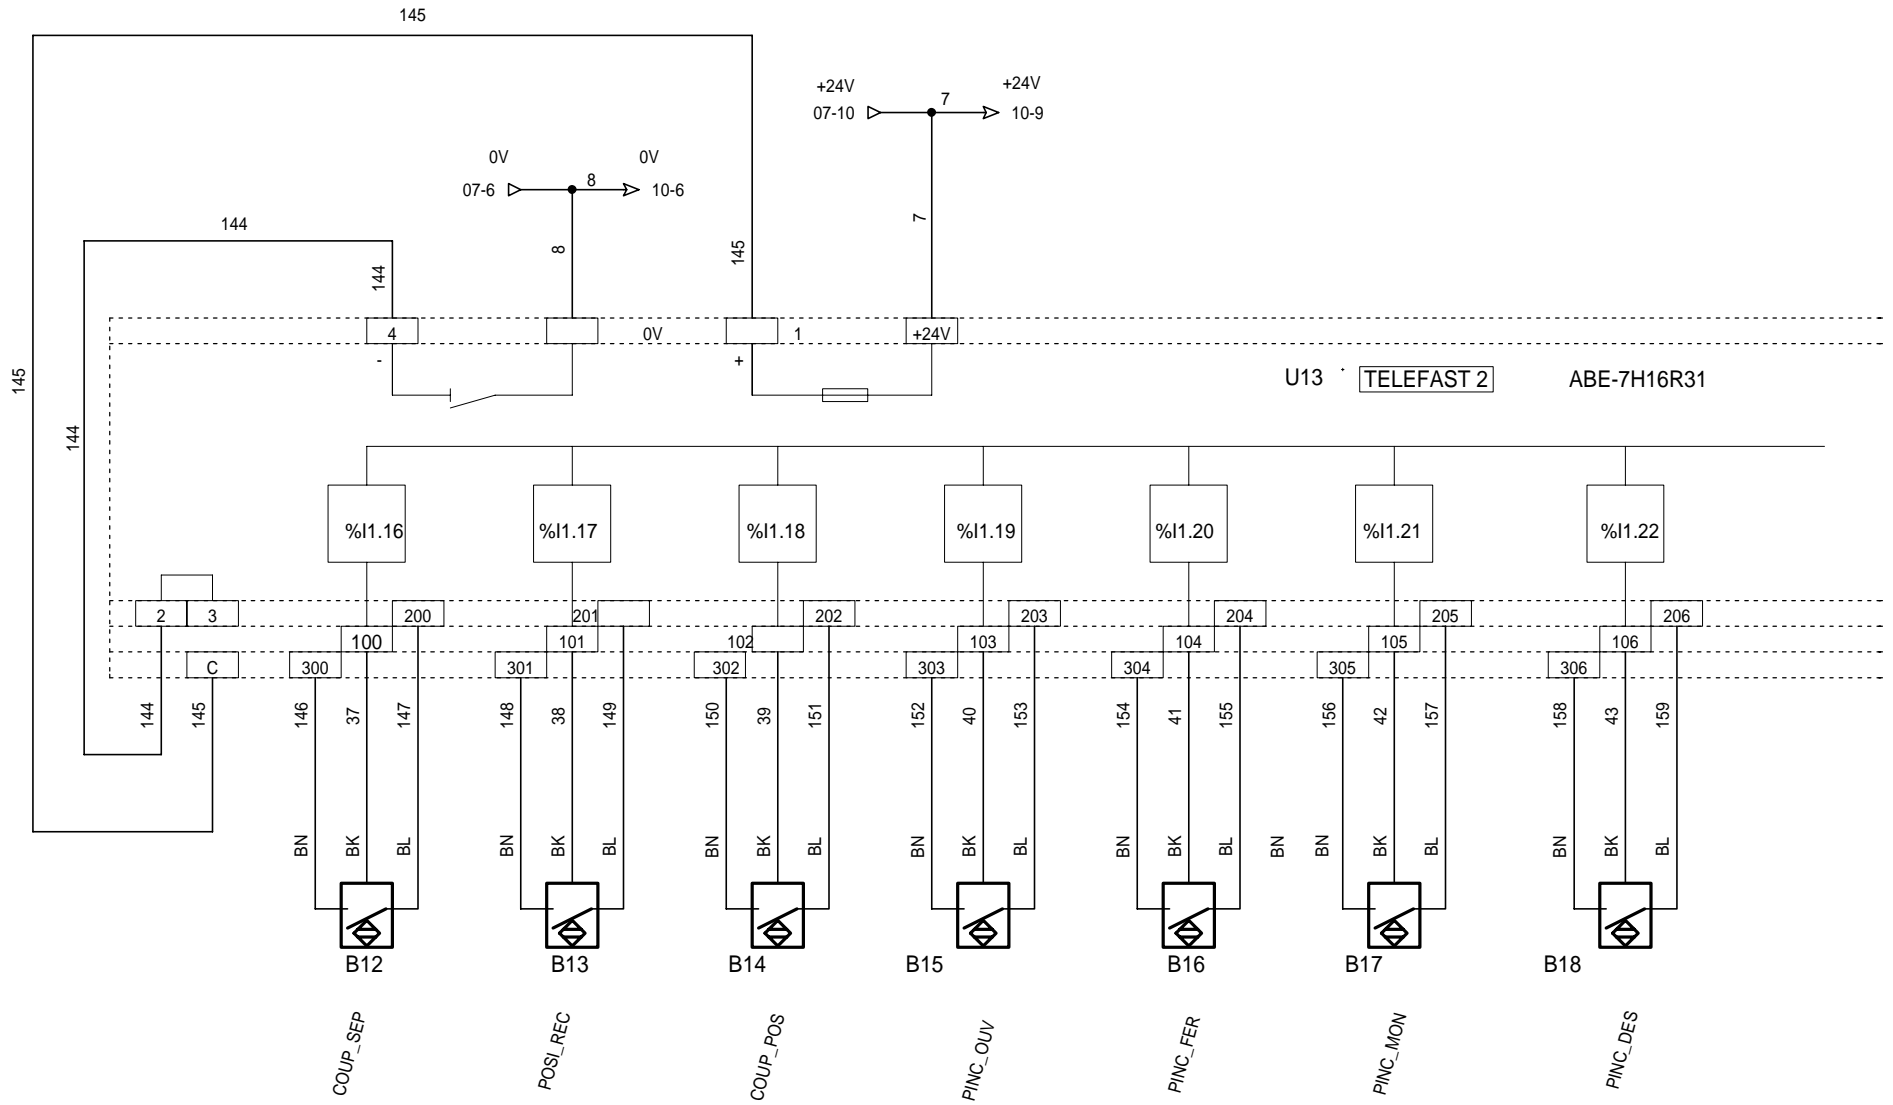 145
+24V +24V
07-10 7 10-9
0V 0V
07-6 8 10-6
144
7
8
145
144
4 0V 1 +24V
- +
145
U13 TELEFAST 2 ABE-7H16R31
144
%I1.16 %I1.17 %I1.18 %I1.19 %I1.20 %I1.21 %I1.22
2 3 200 201 202 203 204 205 206
100 101 102 103 104 105 106
C 300 301 302 303 304 305 306
144 145 146 37 147 148 38 149 150 39 151 152 40 153 154 41 155 156 42 157 158 43 159
BN BK BL BN BK BL BN BK BL BN BK BL BN BK BL BN BN BK BL BN BK BL
B12 B13 B14 B15 B16 B17 B18
COUP_SEP POSI_REC COUP_POS PINC_OUV PINC_FER PINC_MON PINC_DES